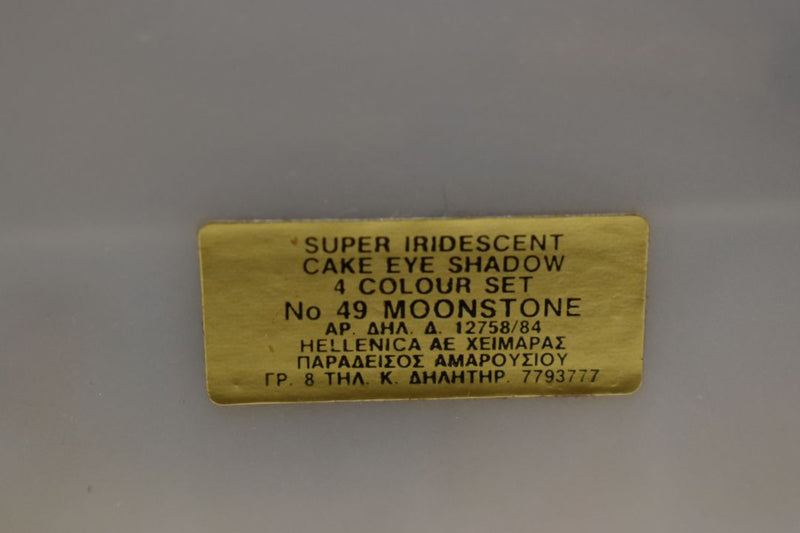 SUPER IRIDESCENT
CAKE EYE SHADOW
4 COLOUR SET
No 49 MOONSTONE
ΑΡ. ΔΗΛ. Δ. 12758/84
HELLENICA AE ΧΕΙΜΑΡΑΣ
ΠΑΡΑΔΕΙΣΟΣ ΑΜΑΡΟΥΣΙΟΥ
ΓΡ. 8 ΤΗΛ. Κ. ΔΗΛΗΤΗΡ. 7793777